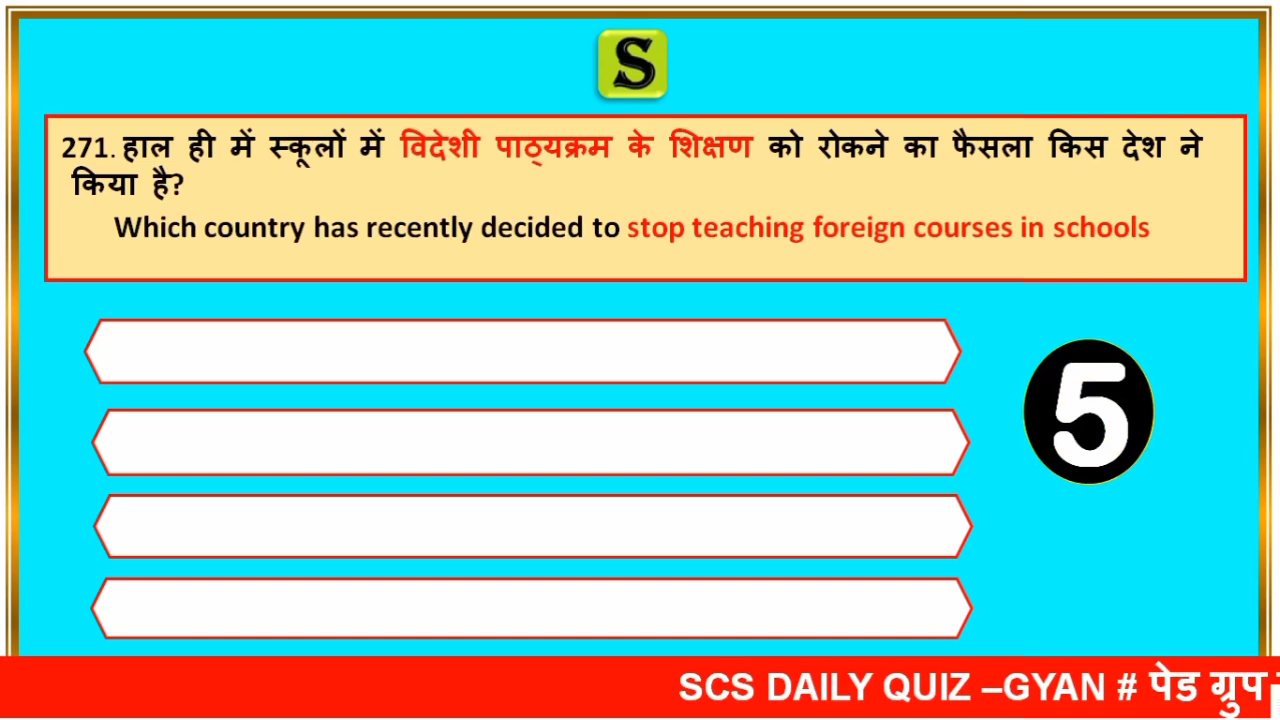 S
271. हाल ही में स्कूलों में विदेशी पाठ्यक्रम के शिक्षण को रोकने का फैसला किस देश ने
किया है?
Which country has recently decided to stop teaching foreign courses in schools
5
SCS DAILY QUIZ –GYAN # पेड ग्रुप